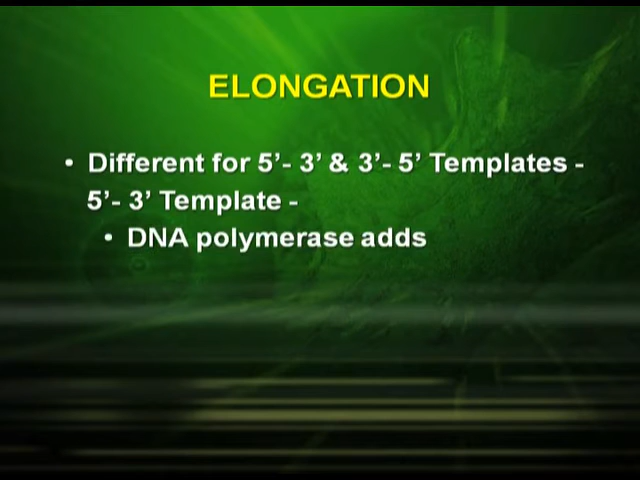 ELONGATION
• Different for 5’- 3’ & 3’- 5’ Templates -
5’- 3’ Template -
• DNA polymerase adds